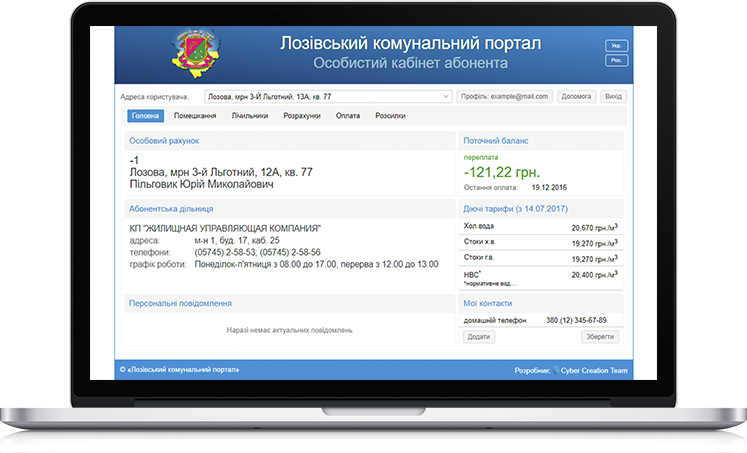 Лозівський комунальний портал
Особистий кабінет абонента
Укр.
Рос.
Адреса користувача: Лозова, мрн 3-Й Льготний, 13А, кв. 77 Профіль: example@mail.com Допомога Вихід
Головна Помешкання Лічильники Розрахунки Оплата Розсилки
Особовий рахунок
-1
Лозова, мрн 3-й Льготний, 12А, кв. 77
Пільговик Юрій Миколайович
Поточний баланс
переплата
-121,22 грн.
Остання оплата: 19.12.2016
Абонентська дільниця
КП "ЖИЛИЩНАЯ УПРАВЛЯЮЩАЯ КОМПАНИЯ"
адреса: м-н 1, буд. 17, каб. 25
телефони: (05745) 2-58-53; (05745) 2-58-56
графік роботи: Понеділок-п'ятниця з 08.00 до 17.00, перерва з 12.00 до 13.00
Діючі тарифи (з 14.07.2017)
Хол.вода 20,670 грн./м³
Стоки х.в. 19,270 грн./м³
Стоки г.в. 19,270 грн./м³
НВС* 20,400 грн./м³
*нормативне вод...
Персональні повідомлення
Наразі немає актуальних повідомлень
Мої контакти
домашній телефон 380 (12) 345-67-89
Додати Зберегти
© «Лозівський комунальний портал» Розробник: Cyber Creation Team